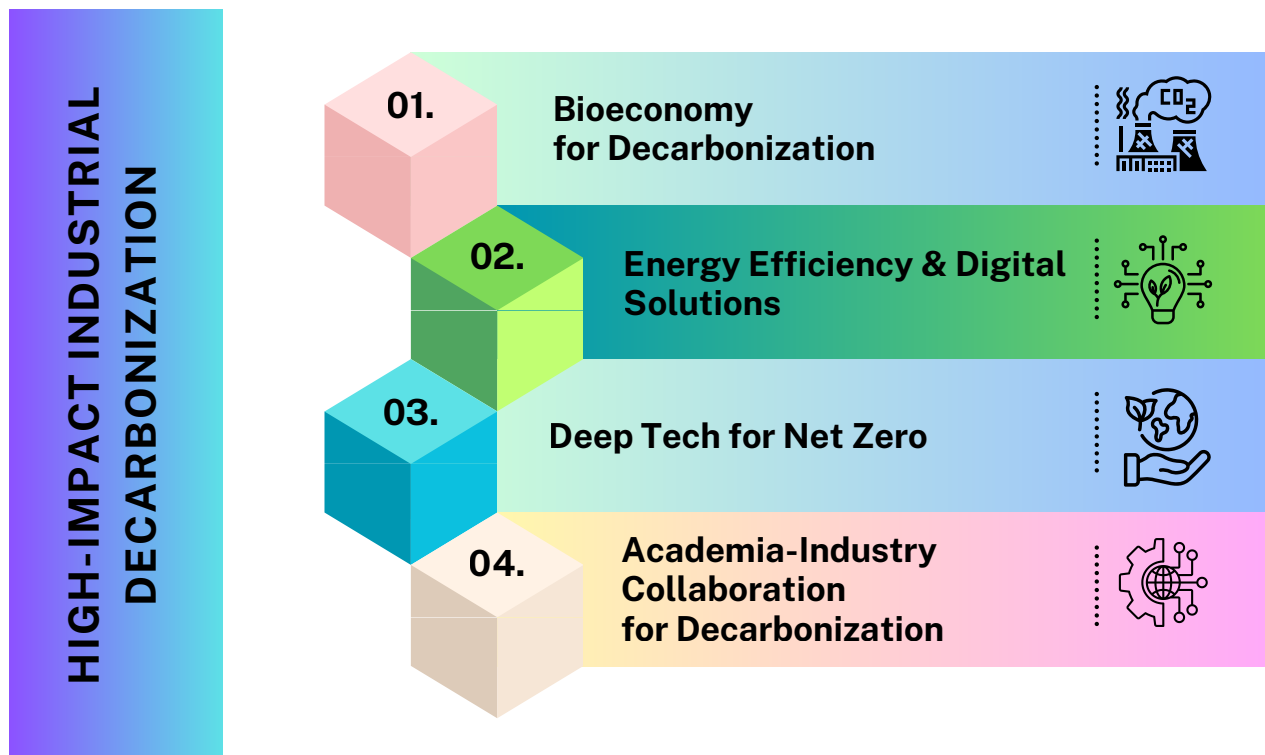 HIGH-IMPACT INDUSTRIAL
DECARBONIZATION
01.
Bioeconomy
for Decarbonization
CO2
02.
Energy Efficiency & Digital
Solutions
03.
Deep Tech for Net Zero
04.
Academia-Industry
Collaboration
for Decarbonization